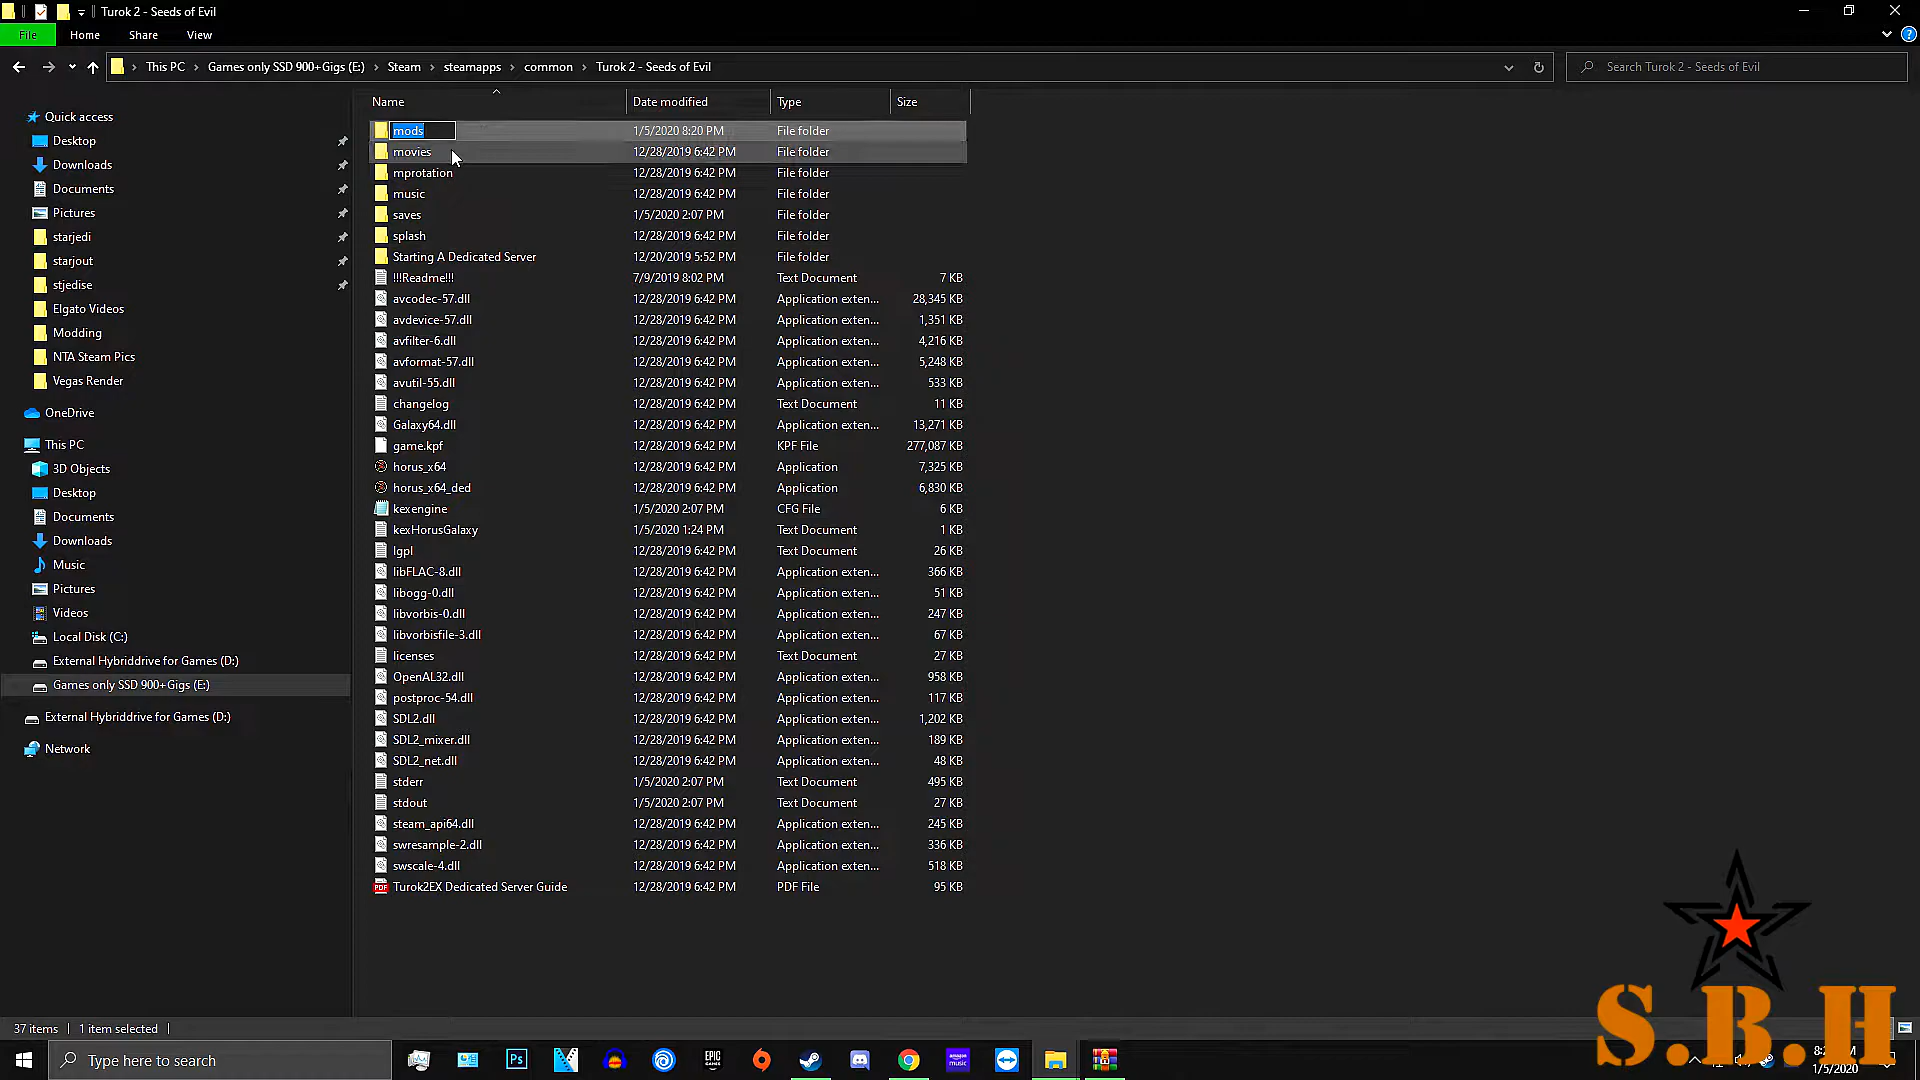 Turok 2 - Seeds of Evil
File Home Share View
This PC Games only SSD 900+Gigs (E:) Steam steamapps common Turok 2 - Seeds of Evil Search Turok 2 - Seeds of Evil
Name Date modified Type Size
mods 1/5/2020 8:20 PM File folder
movies 12/28/2019 6:42 PM File folder
mprotation 12/28/2019 6:42 PM File folder
music 12/28/2019 6:42 PM File folder
saves 1/5/2020 2:07 PM File folder
splash 12/28/2019 6:42 PM File folder
Starting A Dedicated Server 12/20/2019 5:52 PM File folder
!!!Readme!!! 7/9/2019 8:02 PM Text Document 7 KB
avcodec-57.dll 12/28/2019 6:42 PM Application exten... 28,345 KB
avdevice-57.dll 12/28/2019 6:42 PM Application exten... 1,351 KB
avfilter-6.dll 12/28/2019 6:42 PM Application exten... 4,216 KB
avformat-57.dll 12/28/2019 6:42 PM Application exten... 5,248 KB
avutil-55.dll 12/28/2019 6:42 PM Application exten... 533 KB
changelog 12/28/2019 6:42 PM Text Document 11 KB
Galaxy64.dll 12/28/2019 6:42 PM Application exten... 13,271 KB
game.kpf 12/28/2019 6:42 PM KPF File 277,087 KB
horus_x64 12/28/2019 6:42 PM Application 7,325 KB
horus_x64_ded 12/28/2019 6:42 PM Application 6,830 KB
kexengine 1/5/2020 2:07 PM CFG File 6 KB
kexHorusGalaxy 1/5/2020 1:24 PM Text Document 1 KB
lgpl 12/28/2019 6:42 PM Text Document 26 KB
libFLAC-8.dll 12/28/2019 6:42 PM Application exten... 366 KB
libogg-0.dll 12/28/2019 6:42 PM Application exten... 51 KB
libvorbis-0.dll 12/28/2019 6:42 PM Application exten... 247 KB
libvorbisfile-3.dll 12/28/2019 6:42 PM Application exten... 67 KB
licenses 12/28/2019 6:42 PM Text Document 27 KB
OpenAL32.dll 12/28/2019 6:42 PM Application exten... 958 KB
postproc-54.dll 12/28/2019 6:42 PM Application exten... 117 KB
SDL2.dll 12/28/2019 6:42 PM Application exten... 1,202 KB
SDL2_mixer.dll 12/28/2019 6:42 PM Application exten... 189 KB
SDL2_net.dll 12/28/2019 6:42 PM Application exten... 48 KB
stderr 1/5/2020 2:07 PM Text Document 495 KB
stdout 1/5/2020 2:07 PM Text Document 27 KB
steam_api64.dll 12/28/2019 6:42 PM Application exten... 245 KB
swresample-2.dll 12/28/2019 6:42 PM Application exten... 336 KB
swscale-4.dll 12/28/2019 6:42 PM Application exten... 518 KB
Turok2EX Dedicated Server Guide 12/28/2019 6:42 PM PDF File 95 KB
Quick access
Desktop
Downloads
Documents
Pictures
starjedi
starjout
stjedise
Elgato Videos
Modding
NTA Steam Pics
Vegas Render
OneDrive
This PC
3D Objects
Desktop
Documents
Downloads
Music
Pictures
Videos
Local Disk (C:)
External Hybriddrive for Games (D:)
Games only SSD 900+Gigs (E:)
External Hybriddrive for Games (D:)
Network
37 items 1 item selected
S.B.H
Type here to search
Ps
EPIC GAMES
amazon music
1/5/2020